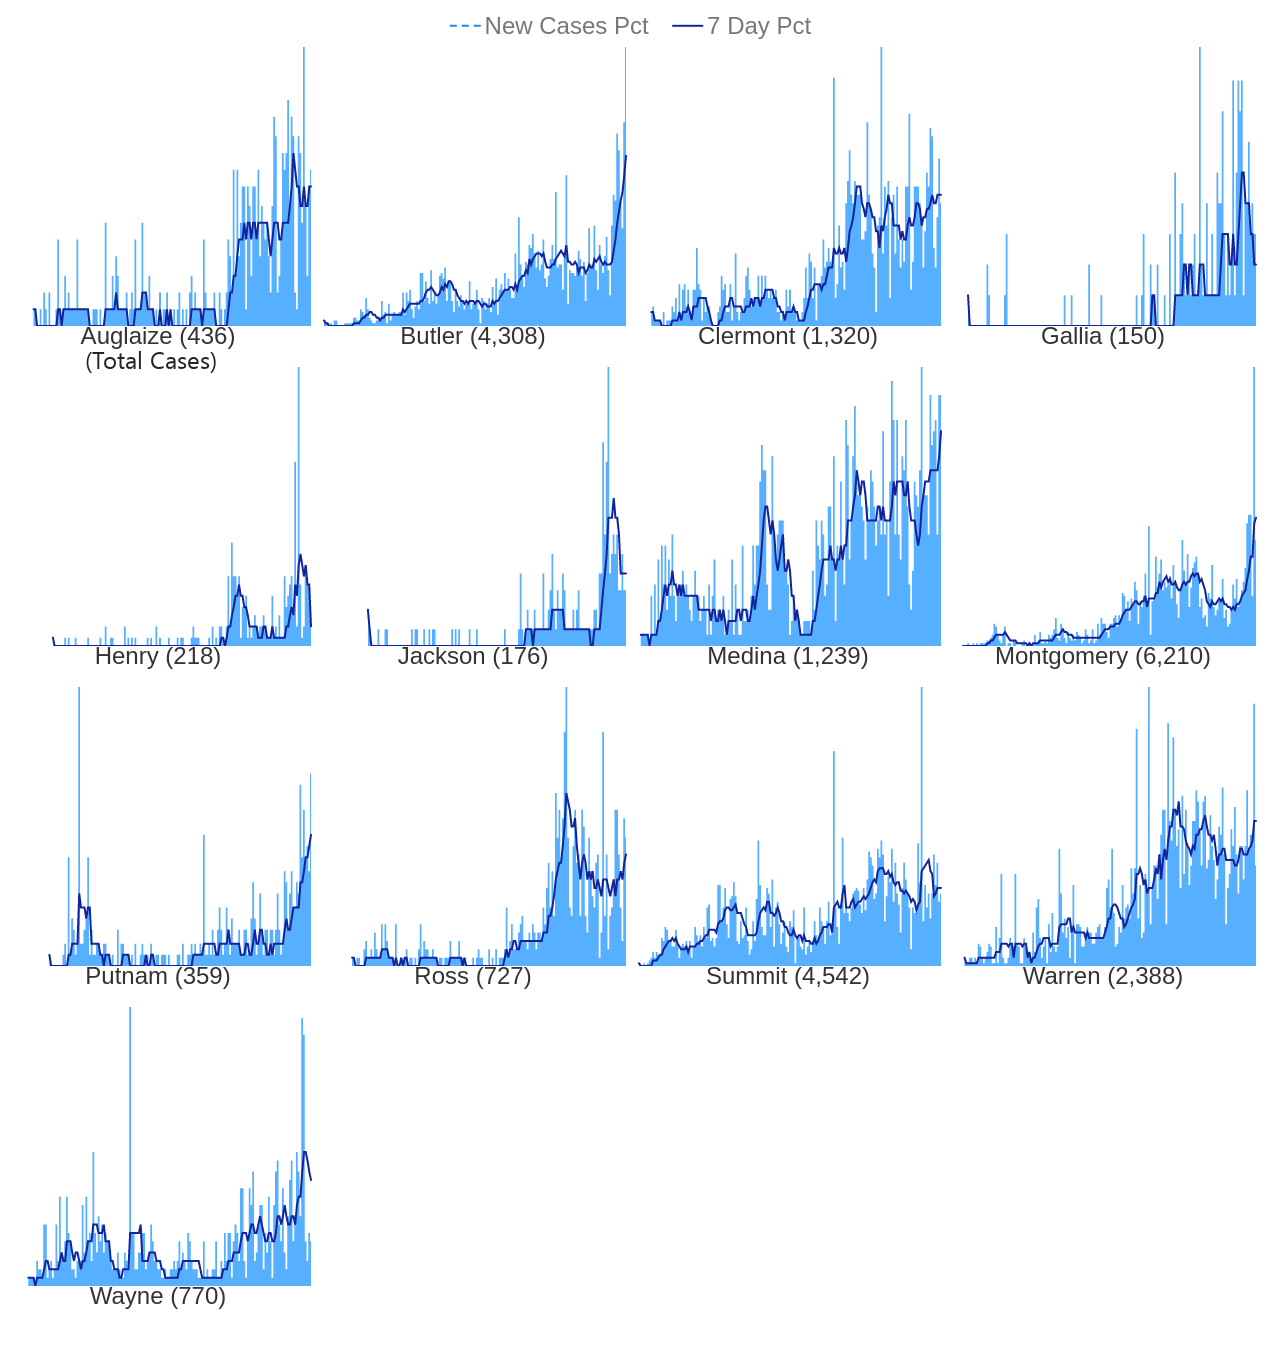 New Cases Pct 7 Day Pct
Auglaize (436) Butler (4,308) Clermont (1,320) Gallia (150)
(Total Cases)
Henry (218) Jackson (176) Medina (1,239) Montgomery (6,210)
Putnam (359) Ross (727) Summit (4,542) Warren (2,388)
Wayne (770)